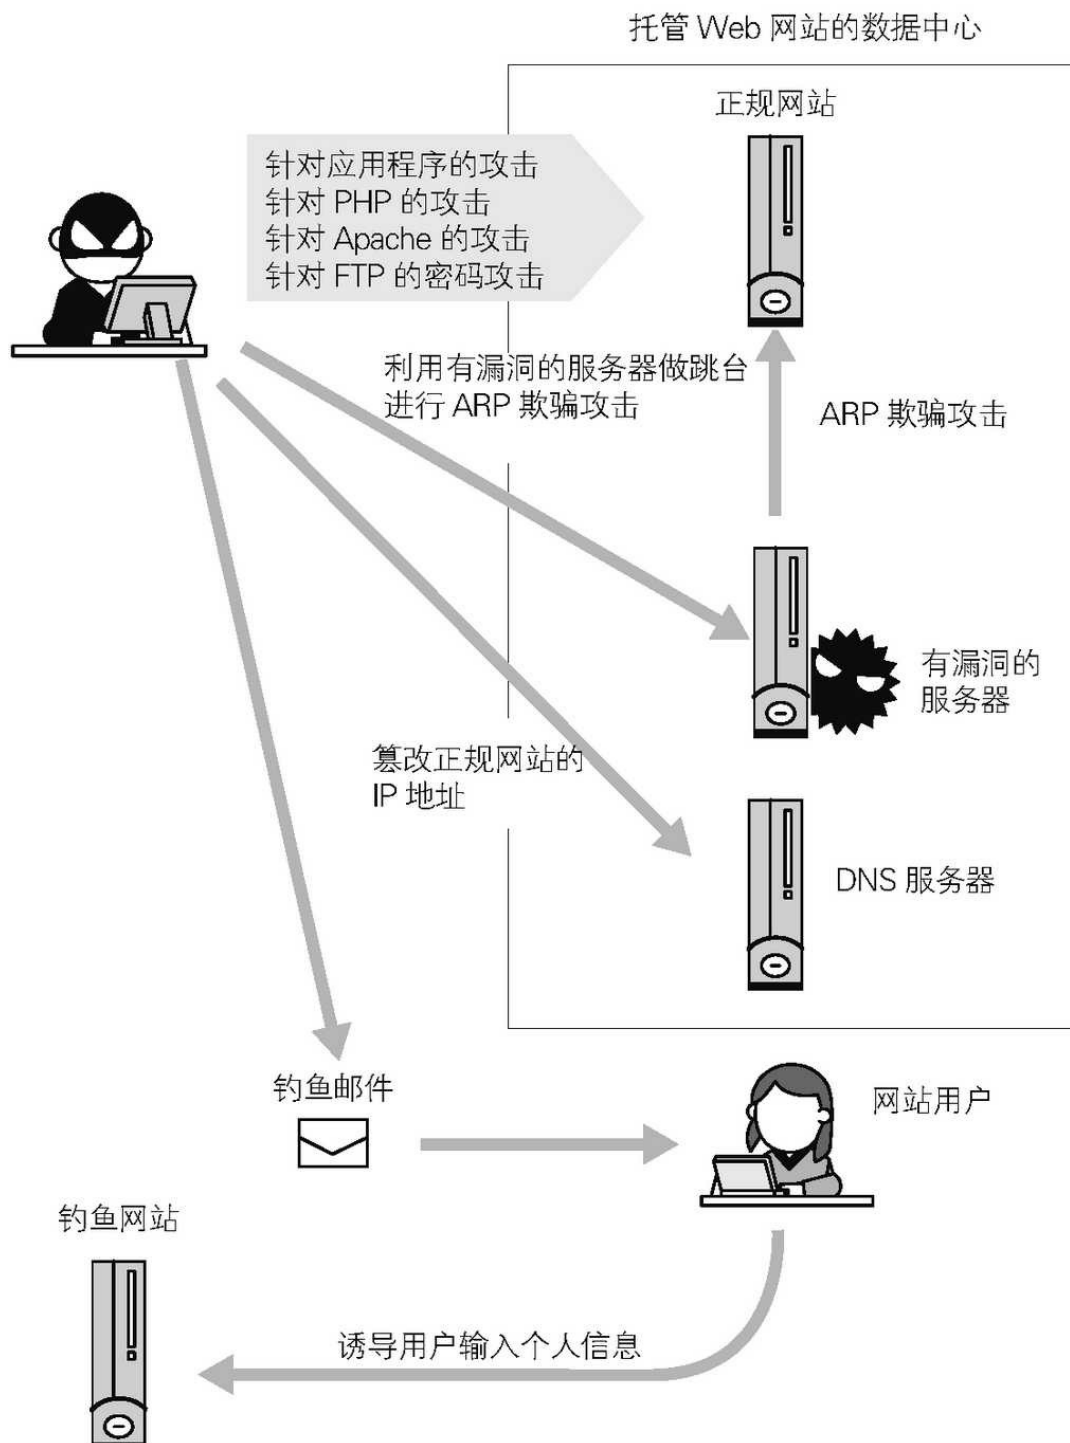 托管 Web 网站的数据中心
正规网站
针对应用程序的攻击
针对 PHP 的攻击
针对 Apache 的攻击
针对 FTP 的密码攻击
利用有漏洞的服务器做跳台
进行 ARP 欺骗攻击
ARP 欺骗攻击
有漏洞的
服务器
篡改正规网站的
IP 地址
DNS 服务器
钓鱼邮件
网站用户
钓鱼网站
诱导用户输入个人信息